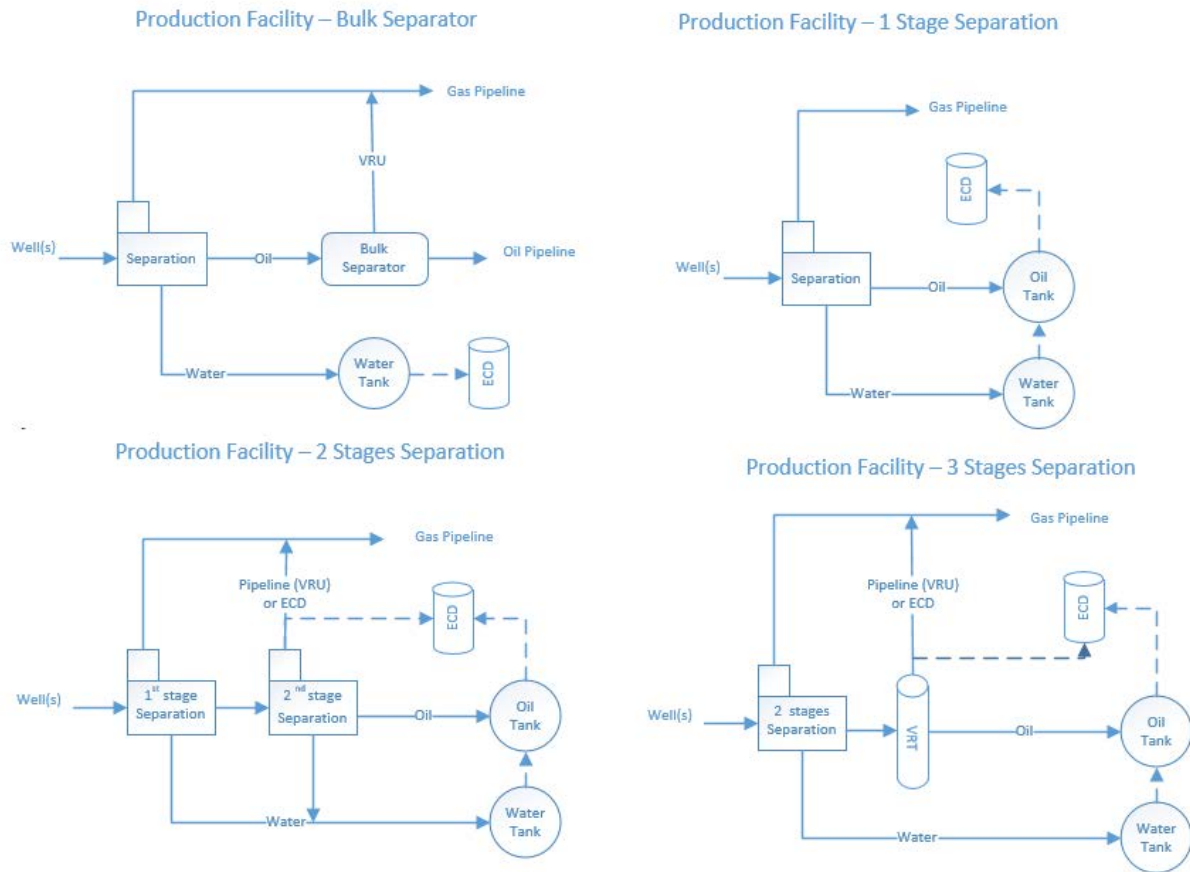 Production Facility – Bulk Separator
Gas Pipeline
VRU
Well(s)
Separation
Oil
Bulk
Separator
Oil Pipeline
Water
Water
Tank
ECD
Production Facility – 1 Stage Separation
Gas Pipeline
ECD
Well(s)
Separation
Oil
Oil
Tank
Water
Water
Tank
Production Facility – 2 Stages Separation
Gas Pipeline
Pipeline (VRU)
or ECD
ECD
Well(s)
1st stage
Separation
2nd stage
Separation
Oil
Oil
Tank
Water
Water
Tank
Production Facility – 3 Stages Separation
Gas Pipeline
Pipeline (VRU)
or ECD
ECD
Well(s)
2 stages
Separation
VRT
Oil
Oil
Tank
Water
Water
Tank